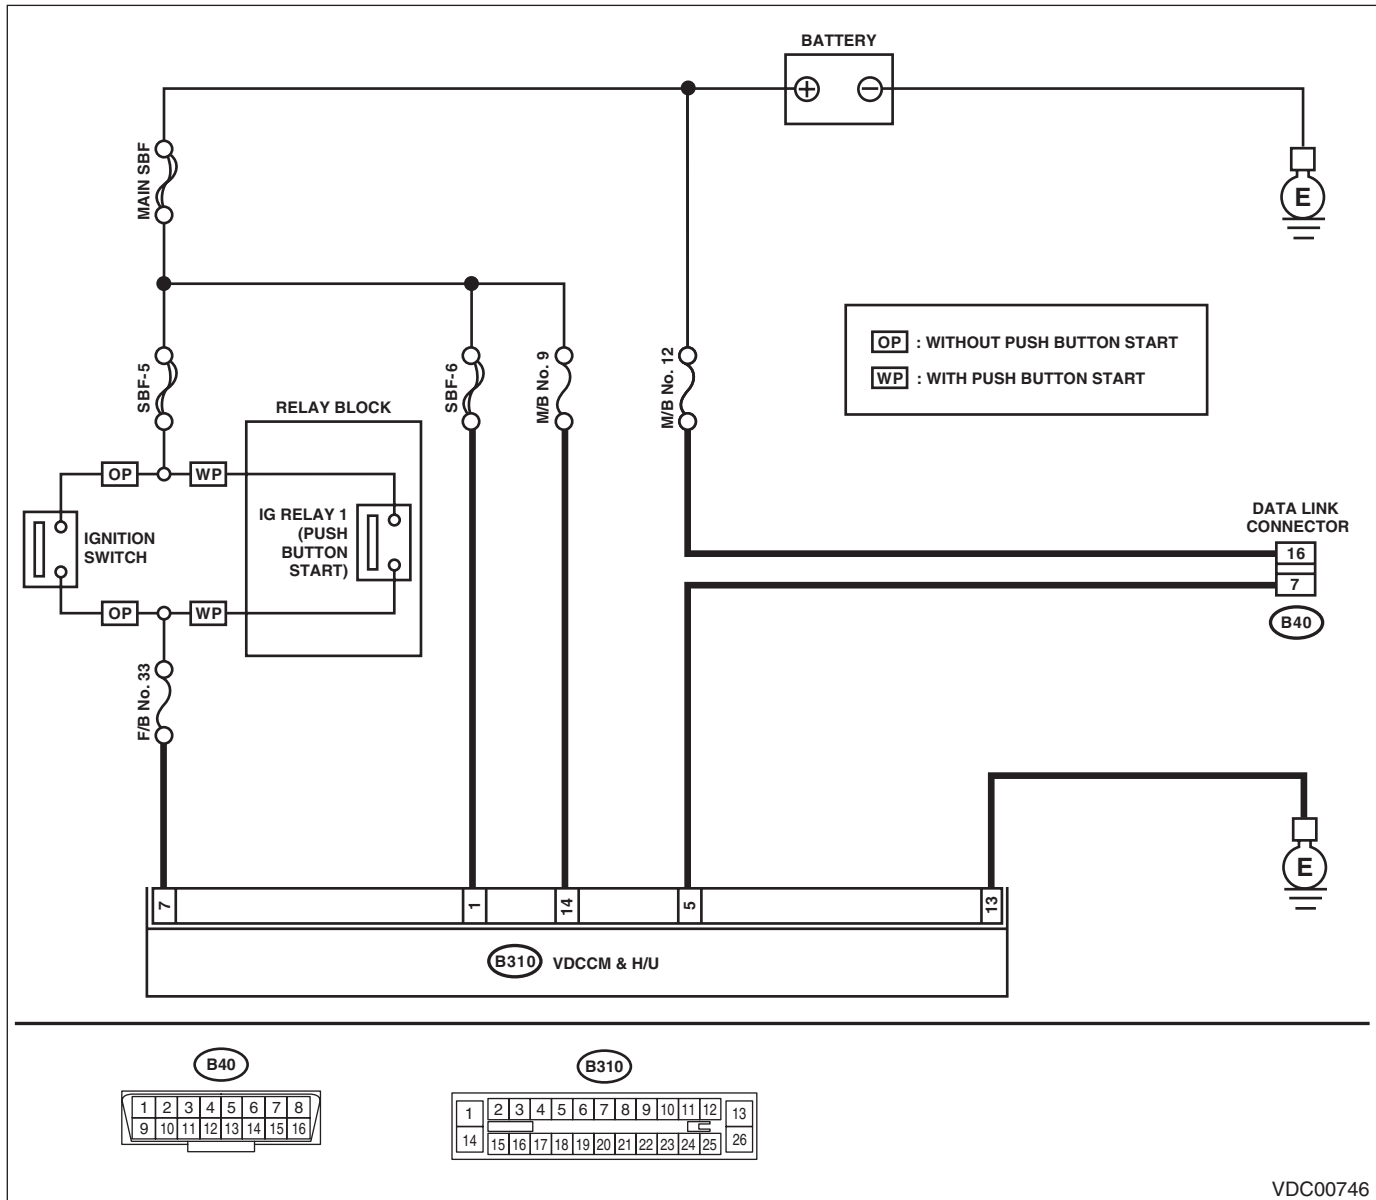 BATTERY
+ −
MAIN SBF
E
SBF-5
SBF-6
M/B No. 9
M/B No. 12
OP : WITHOUT PUSH BUTTON START
WP : WITH PUSH BUTTON START
RELAY BLOCK
OP WP
IGNITION
SWITCH
IG RELAY 1
(PUSH
BUTTON
START)
DATA LINK
CONNECTOR
16
7
B40
OP WP
F/B No. 33
E
7 1 14 5 13
B310 VDCCM & H/U
B40
1 2 3 4 5 6 7 8
9 10 11 12 13 14 15 16
B310
1 2 3 4 5 6 7 8 9 10 11 12 13
14 15 16 17 18 19 20 21 22 23 24 25 26
VDC00746